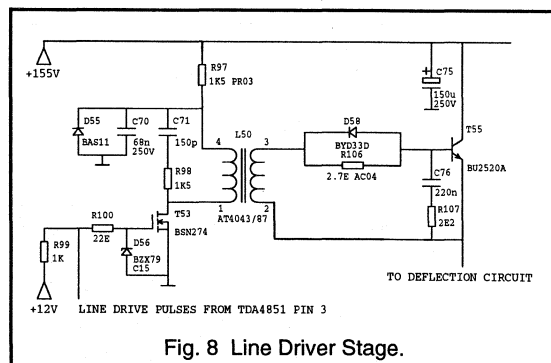 +155V
R97
1K5 PR03
C75
150u
250V
D55
BAS11
C70
68n
250V
C71
150p
L50
4
3
D58
BYD33D
R106
2.7E AC04
T55
BU2520A
R98
1K5
C76
220n
1
2
AT4043/87
R107
2E2
R100
22E
T53
BSN274
D56
BZX79
C15
R99
1K
TO DEFLECTION CIRCUIT
+12V
LINE DRIVE PULSES FROM TDA4851 PIN 3
Fig. 8 Line Driver Stage.